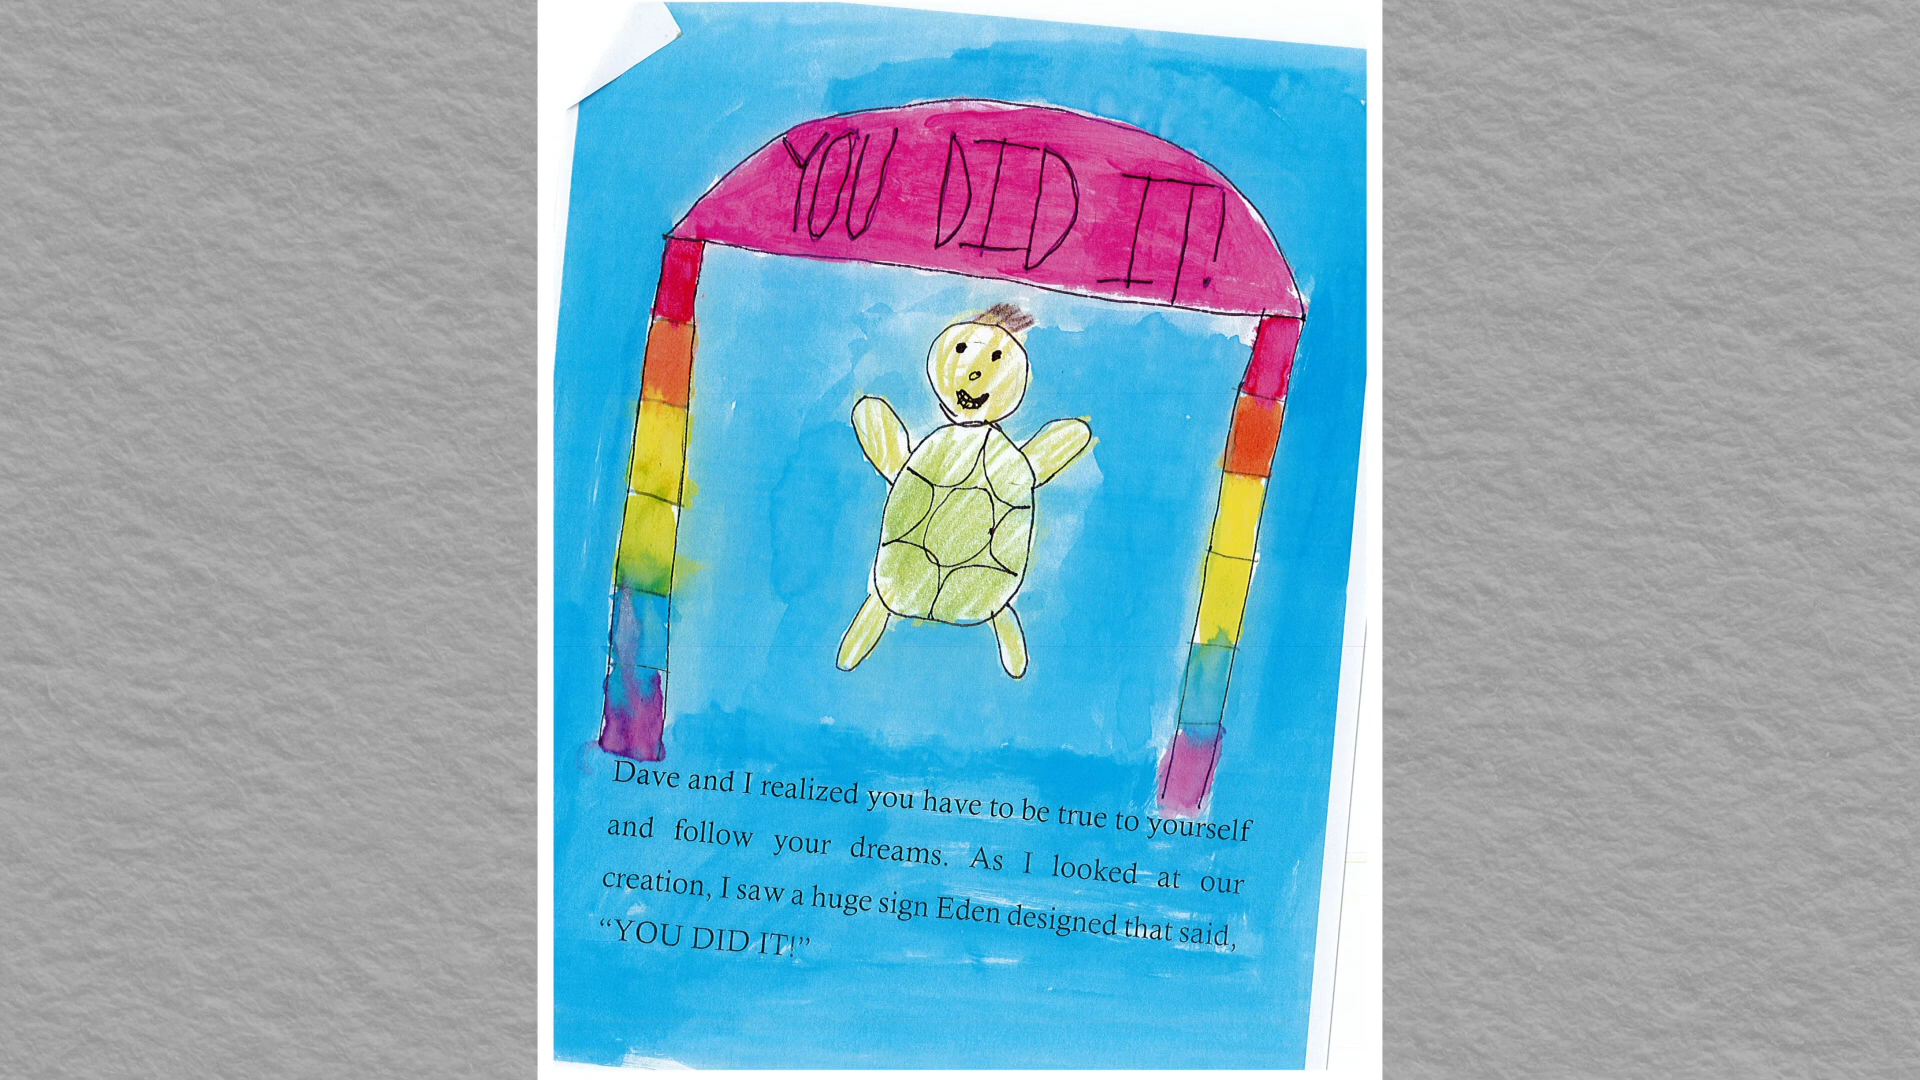 YOU DID IT!
Dave and I realized you have to be true to yourself
and follow your dreams. As I looked at our
creation, I saw a huge sign Eden designed that said,
“YOU DID IT!”